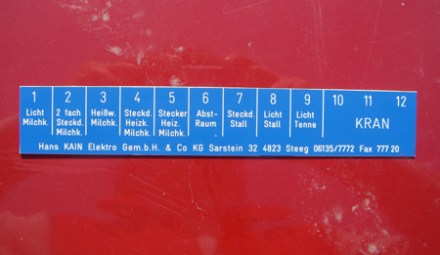 1 2 3 4 5 6 7 8 9 10 11 12
Licht Milchk.
2 fach Steckd. Milchk.
Heißw. Milchk.
Steckd. Heizk. Milchk.
Stecker Heiz. Milchk.
Abst- Raum
Steckd. Stall
Licht Stall
Licht Tenne
KRAN
Hans KAIN Elektro Gem.b.H. & Co KG Sarstein 32 4823 Steeg 06135/7772 Fax 777 20